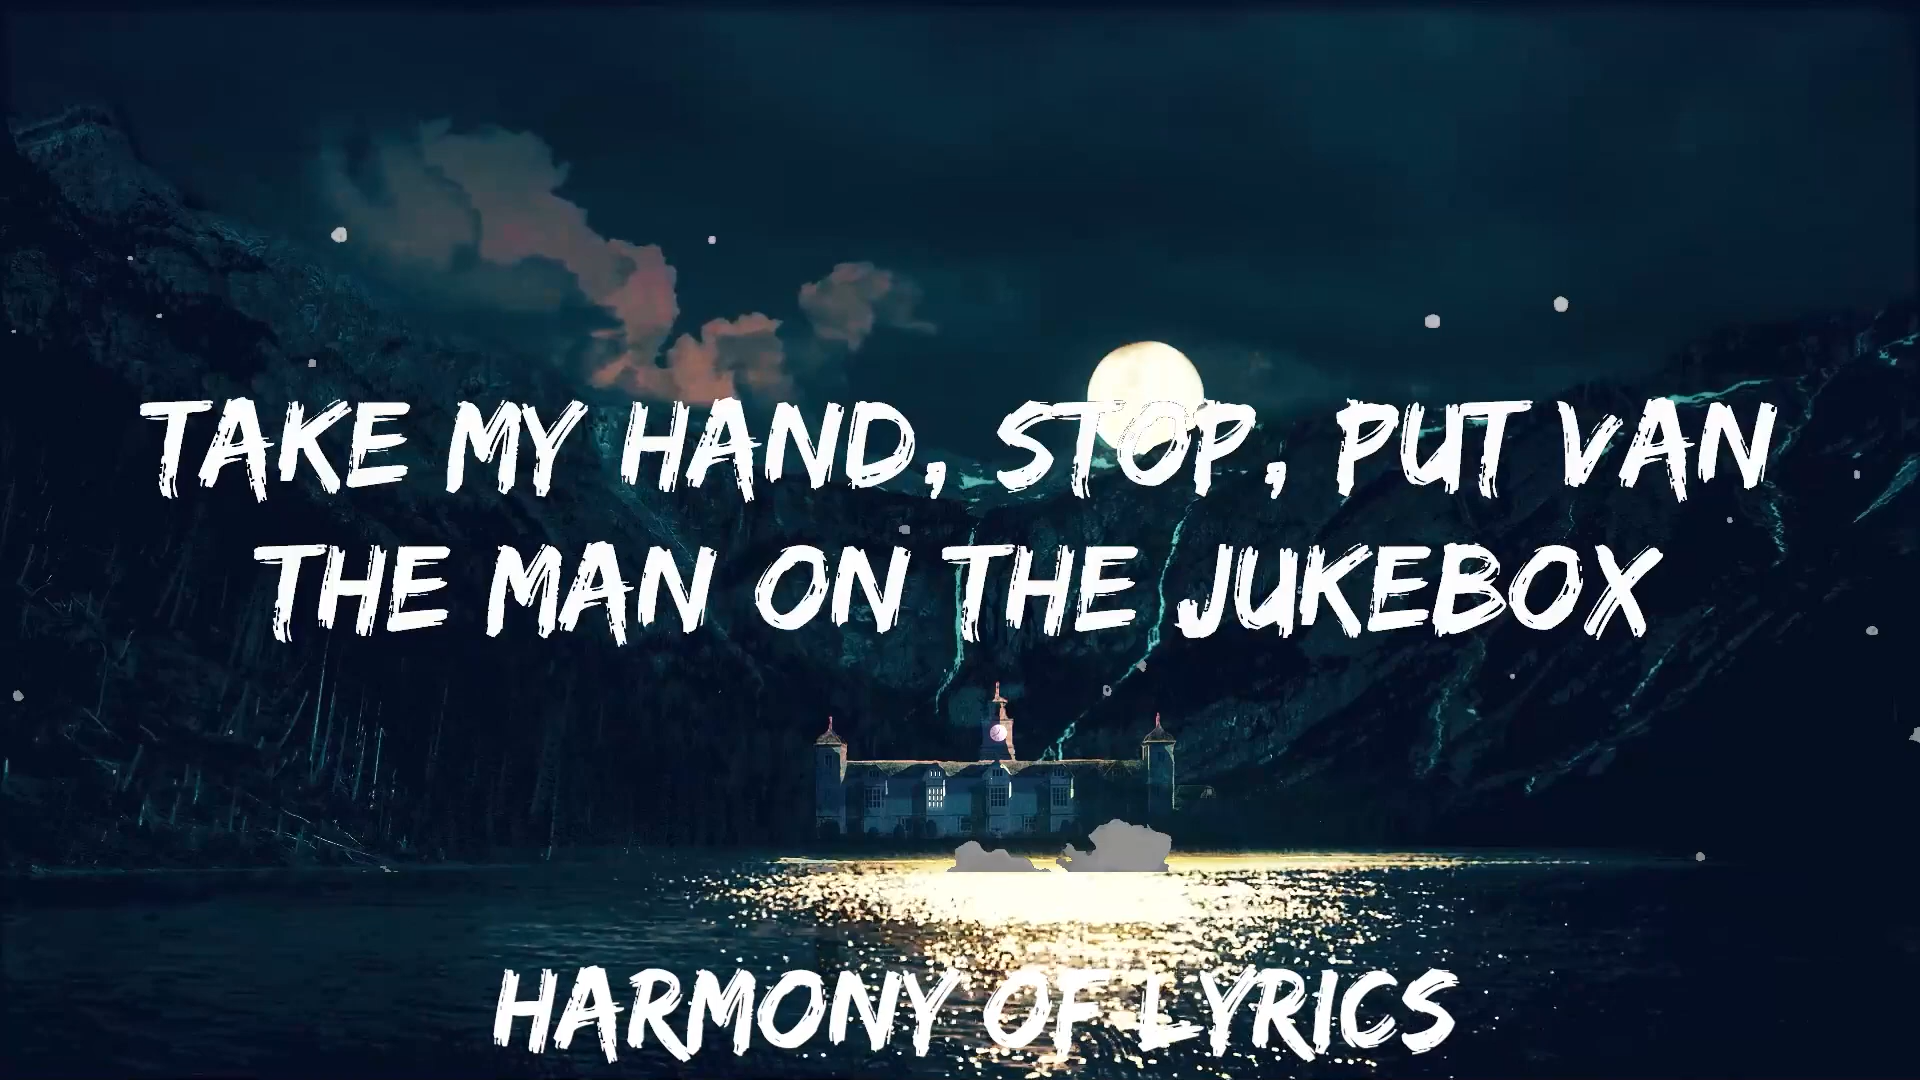 TAKE MY HAND, STOP, PUT VAN
THE MAN ON THE JUKEBOX
HARMONY OF LYRICS